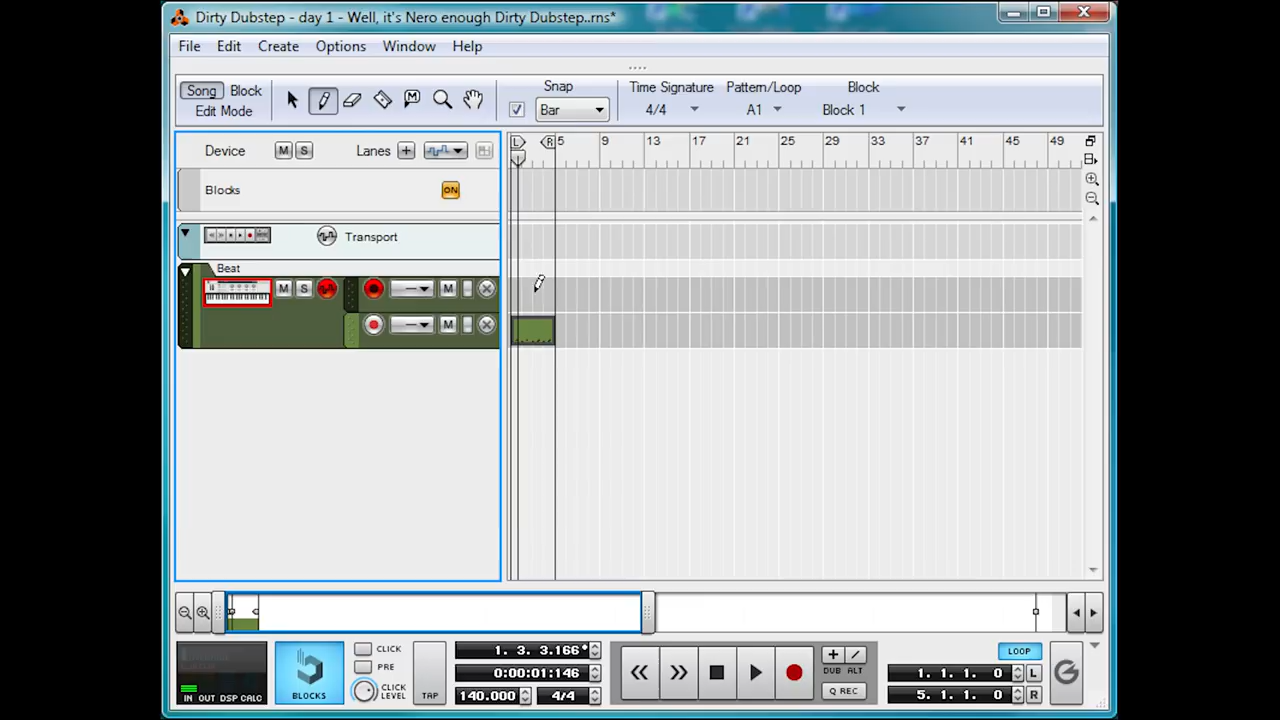 Dirty Dubstep - day 1 - Well, it's Nero enough Dirty Dubstep..rns*
File Edit Create Options Window Help
Song Block
Edit Mode
M
Snap
Bar
Time Signature
4/4
Pattern/Loop
A1
Block
Block 1
Device M S Lanes +
L R 5 9 13 17 21 25 29 33 37 41 45 49
Blocks ON
Transport
Beat
M S M
M
IN OUT DSP CALC
BLOCKS
CLICK
PRE
CLICK
LEVEL
TAP
1. 3. 3.166*
0:00:01:146
140.000 4/4
DUB ALT
Q REC
LOOP
1. 1. 1. 0 L
5. 1. 1. 0 R